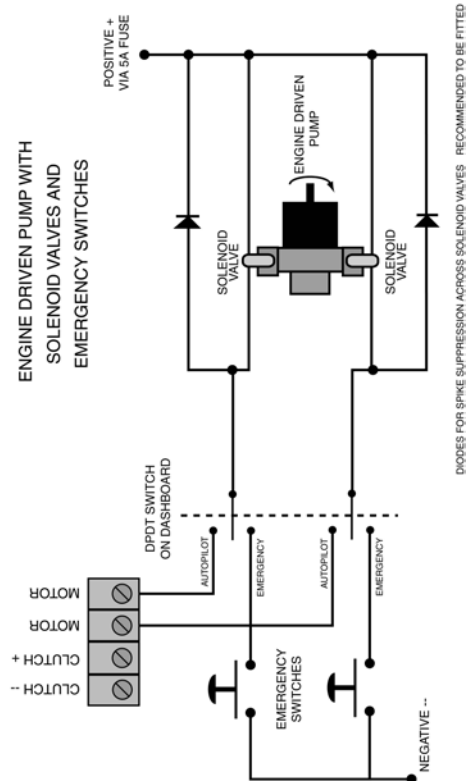 ENGINE DRIVEN PUMP WITH
SOLENOID VALVES AND
EMERGENCY SWITCHES
POSITIVE +
VIA 5A FUSE
SOLENOID
VALVE
ENGINE DRIVEN
PUMP
SOLENOID
VALVE
DPDT SWITCH
ON DASHBOARD
AUTOPILOT
EMERGENCY
AUTOPILOT
EMERGENCY
MOTOR
MOTOR
CLUTCH +
CLUTCH --
EMERGENCY
SWITCHES
NEGATIVE --
DIODES FOR SPIKE SUPPRESSION ACROSS SOLENOID VALVES RECOMMENDED TO BE FITTED